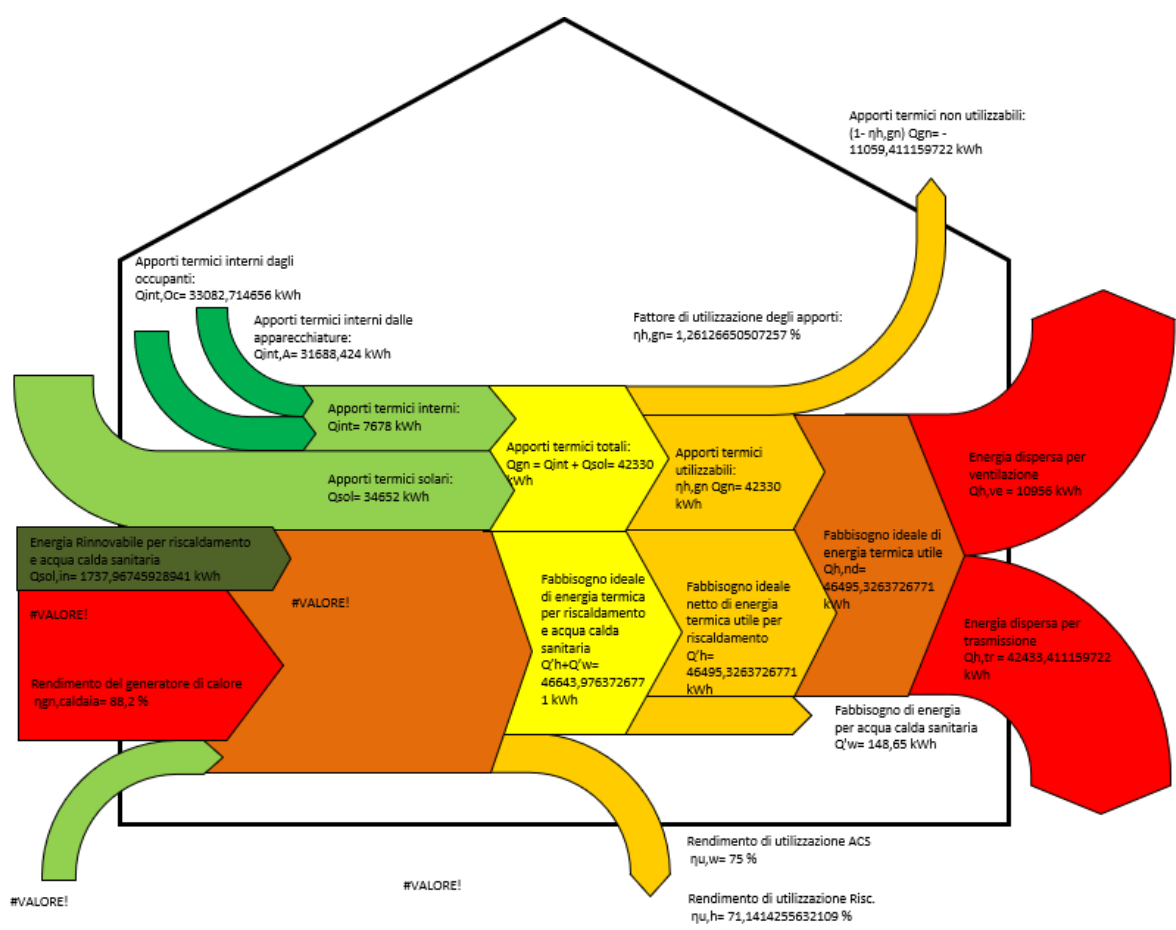 Apporti termici non utilizzabili:
(1- ηh,gn) Qgn= -
11059,411159722 kWh
Apporti termici interni dagli
occupanti:
Qint,Oc= 33082,714656 kWh
Apporti termici interni dalle
apparecchiature:
Qint,A= 31688,424 kWh
Fattore di utilizzazione degli apporti:
ηh,gn= 1,26126650507257 %
Apporti termici interni:
Qint= 7678 kWh
Apporti termici solari:
Qsol= 34652 kWh
Apporti termici totali:
Qgn = Qint + Qsol= 42330
kWh
Apporti termici
utilizzabili:
ηh,gn Qgn= 42330
kWh
Energia dispersa per
ventilazione
Qh,ve = 10956 kWh
Energia Rinnovabile per riscaldamento
e acqua calda sanitaria
Qsol,in= 1737,96745928941 kWh
#VALORE!
Rendimento del generatore di calore
ηgn,caldaia= 88,2 %
#VALORE!
Fabbisogno ideale
di energia termica
per riscaldamento
e acqua calda
sanitaria
Q'h+Q'w=
46643,976372677
1 kWh
Fabbisogno ideale
netto di energia
termica utile per
riscaldamento
Q'h=
46495,3263726771
kWh
Fabbisogno ideale di
energia termica utile
Qh,nd=
46495,3263726771
kWh
Energia dispersa per
trasmissione
Qh,tr = 42433,411159722
kWh
Fabbisogno di energia
per acqua calda sanitaria
Q'w= 148,65 kWh
Rendimento di utilizzazione ACS
ηu,w= 75 %
Rendimento di utilizzazione Risc.
ηu,h= 71,1414255632109 %
#VALORE!
#VALORE!